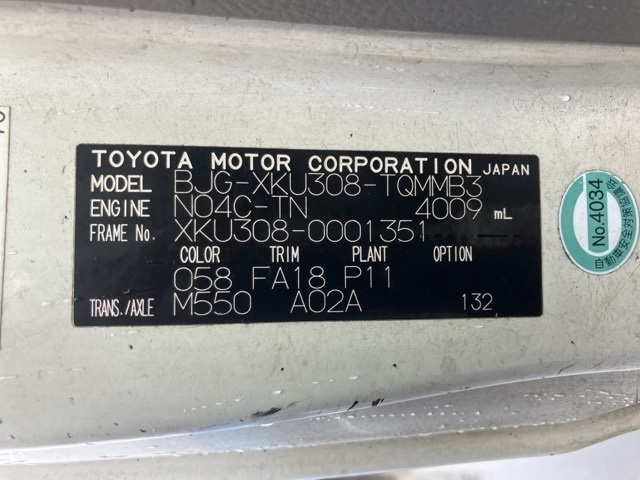 TOYOTA MOTOR CORPORATION JAPAN
MODEL BJG-XKU308-TQMMB3
ENGINE N04C-TN 4009 mL
FRAME No. XKU308-0001351
COLOR TRIM PLANT OPTION
058 FA18 P11
TRANS./AXLE M550 A02A 132
No.4034